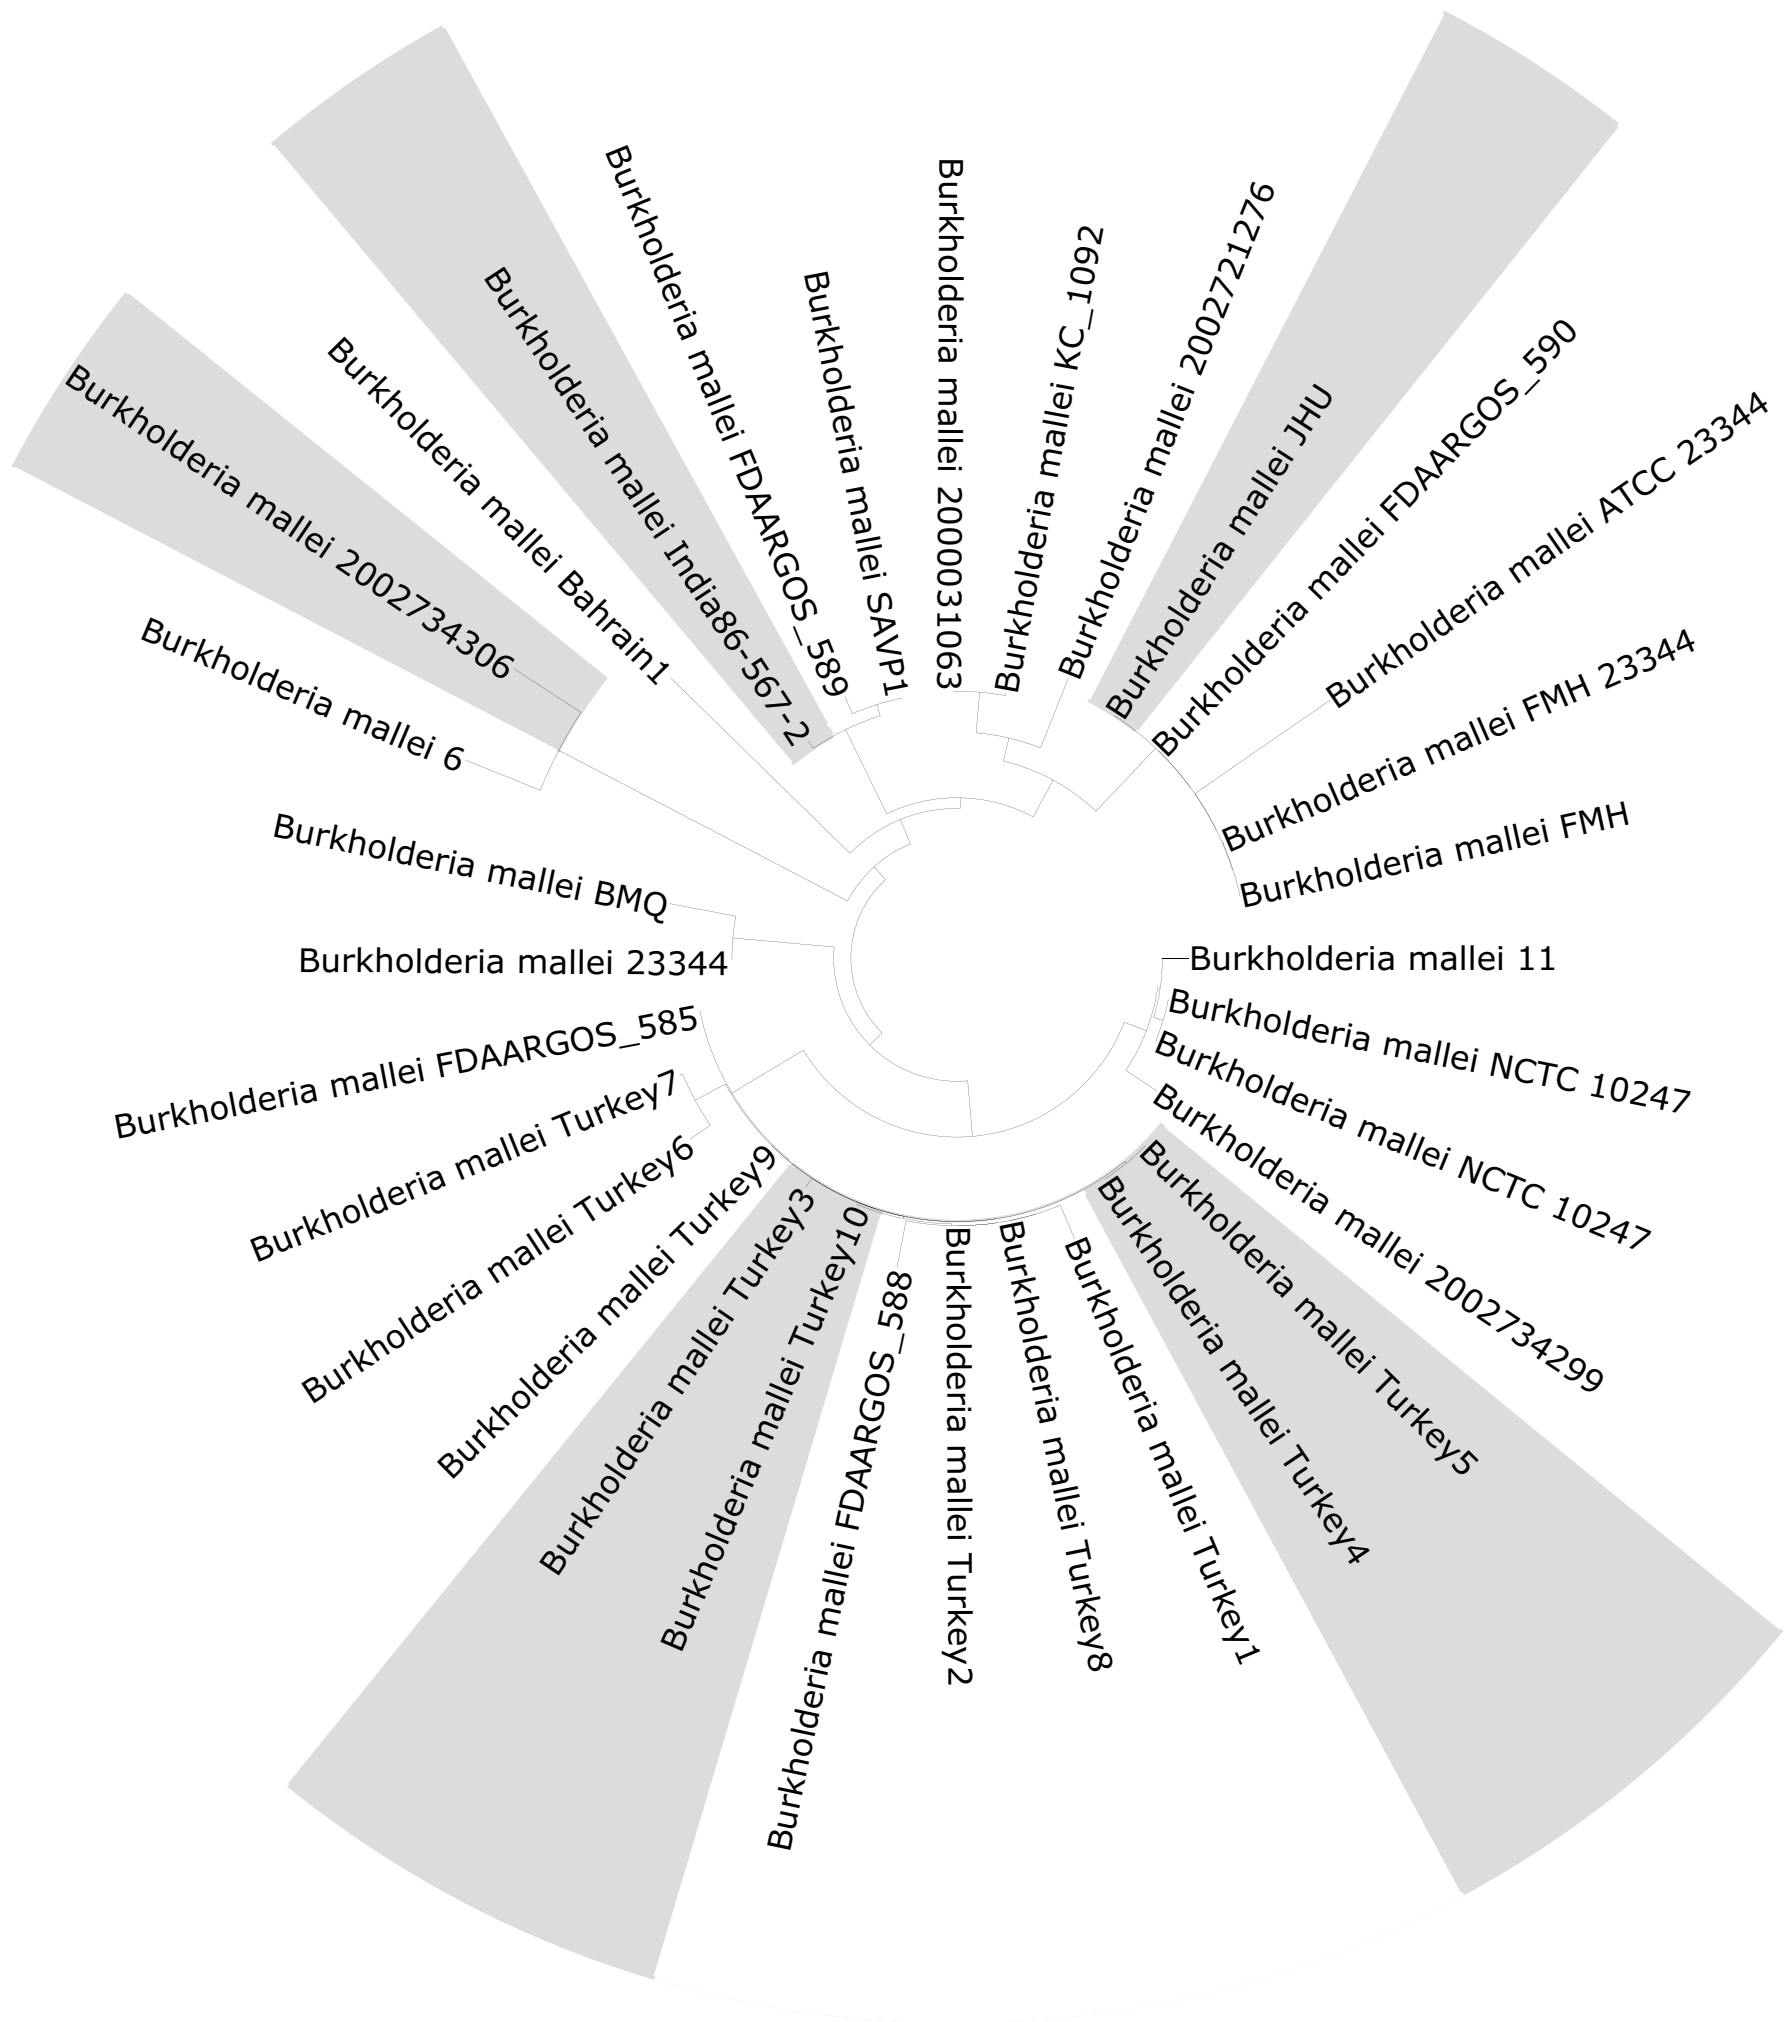 Burkholderia mallei 2000031063
Burkholderia mallei KC_1092
Burkholderia mallei 2002721276
Burkholderia mallei JHU
Burkholderia mallei FDAARGOS_590
Burkholderia mallei ATCC 23344
Burkholderia mallei FMH 23344
Burkholderia mallei FMH
Burkholderia mallei 11
Burkholderia mallei NCTC 10247
Burkholderia mallei NCTC 10247
Burkholderia mallei 2002734299
Burkholderia mallei Turkey5
Burkholderia mallei Turkey4
Burkholderia mallei Turkey1
Burkholderia mallei Turkey8
Burkholderia mallei Turkey2
Burkholderia mallei FDAARGOS_588
Burkholderia mallei Turkey10
Burkholderia mallei Turkey3
Burkholderia mallei Turkey9
Burkholderia mallei Turkey6
Burkholderia mallei Turkey7
Burkholderia mallei FDAARGOS_585
Burkholderia mallei 23344
Burkholderia mallei BMQ
Burkholderia mallei 6
Burkholderia mallei 2002734306
Burkholderia mallei Bahrain1
Burkholderia mallei India86-567-2
Burkholderia mallei FDAARGOS_589
Burkholderia mallei SAVP1